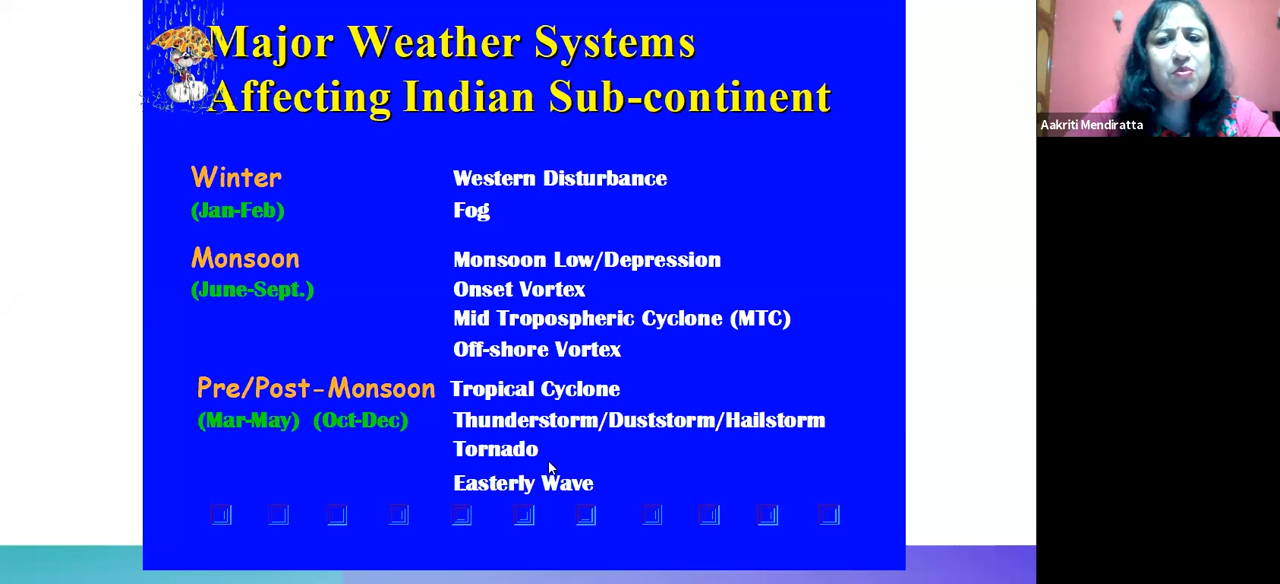 Major Weather Systems
Affecting Indian Sub-continent
Aakriti Mendiratta
Winter Western Disturbance
(Jan-Feb) Fog
Monsoon Monsoon Low/Depression
(June-Sept.) Onset Vortex
Mid Tropospheric Cyclone (MTC)
Off-shore Vortex
Pre/Post-Monsoon Tropical Cyclone
(Mar-May) (Oct-Dec) Thunderstorm/Duststorm/Hailstorm
Tornado
Easterly Wave